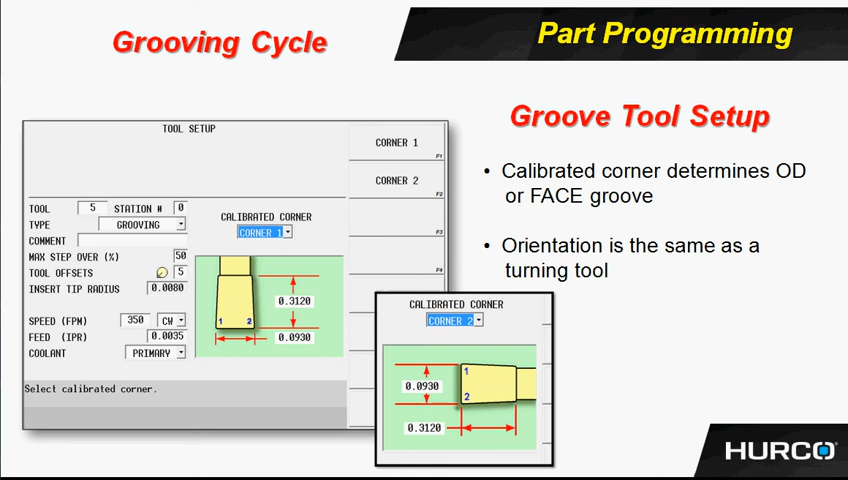 Grooving Cycle
Part Programming
Groove Tool Setup
• Calibrated corner determines OD
or FACE groove
• Orientation is the same as a
turning tool
TOOL SETUP
CORNER 1
F1
CORNER 2
F2
F3
F4
TOOL 5 STATION # 0
TYPE GROOVING
COMMENT
MAX STEP OVER (%) 50
TOOL OFFSETS 5
INSERT TIP RADIUS 0.0080
SPEED (FPM) 350 CW
FEED (IPR) 0.0035
COOLANT PRIMARY
CALIBRATED CORNER
CORNER 1
1 2
0.3120
0.0930
Select calibrated corner.
CALIBRATED CORNER
CORNER 2
1
0.0930
2
0.3120
HURCO